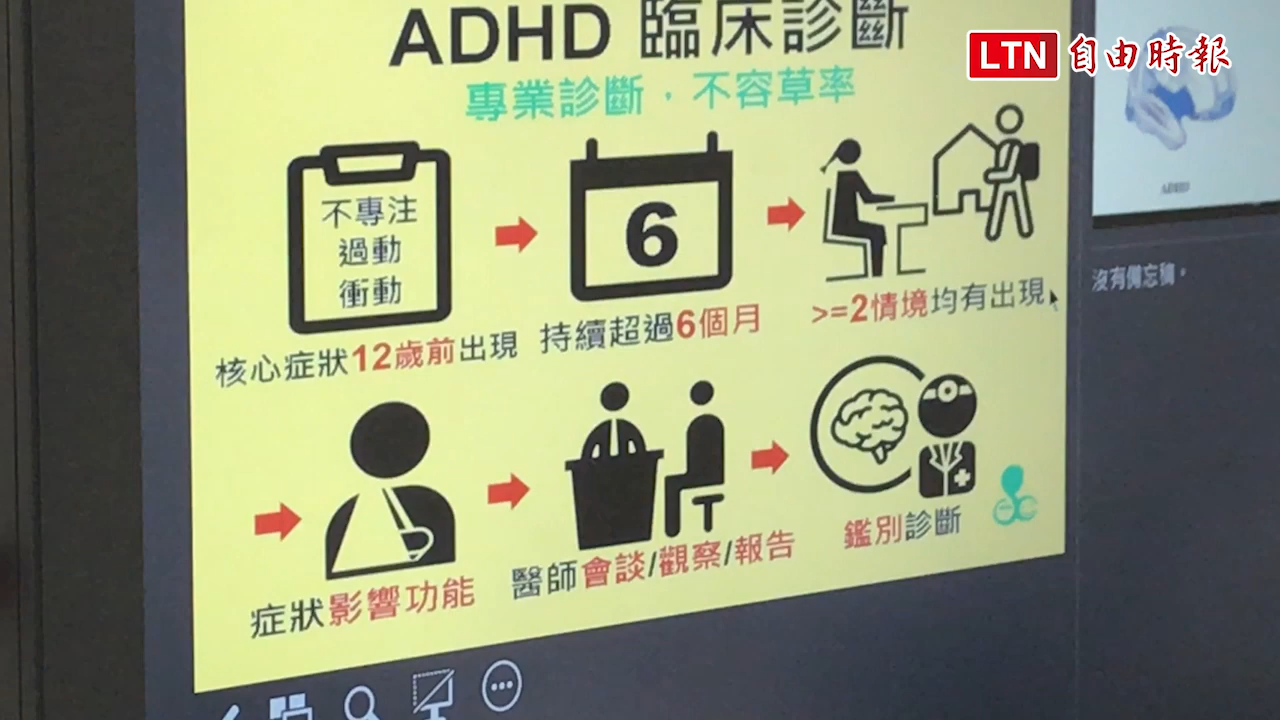 ADHD 臨床診斷
LTN 自由時報
專業診斷，不容草率
不專注
過動
衝動
6
ADHD
核心症狀12歲前出現
持續超過6個月
>=2情境均有出現
沒有備忘稿。
症狀影響功能
醫師會談/觀察/報告
鑑別診斷